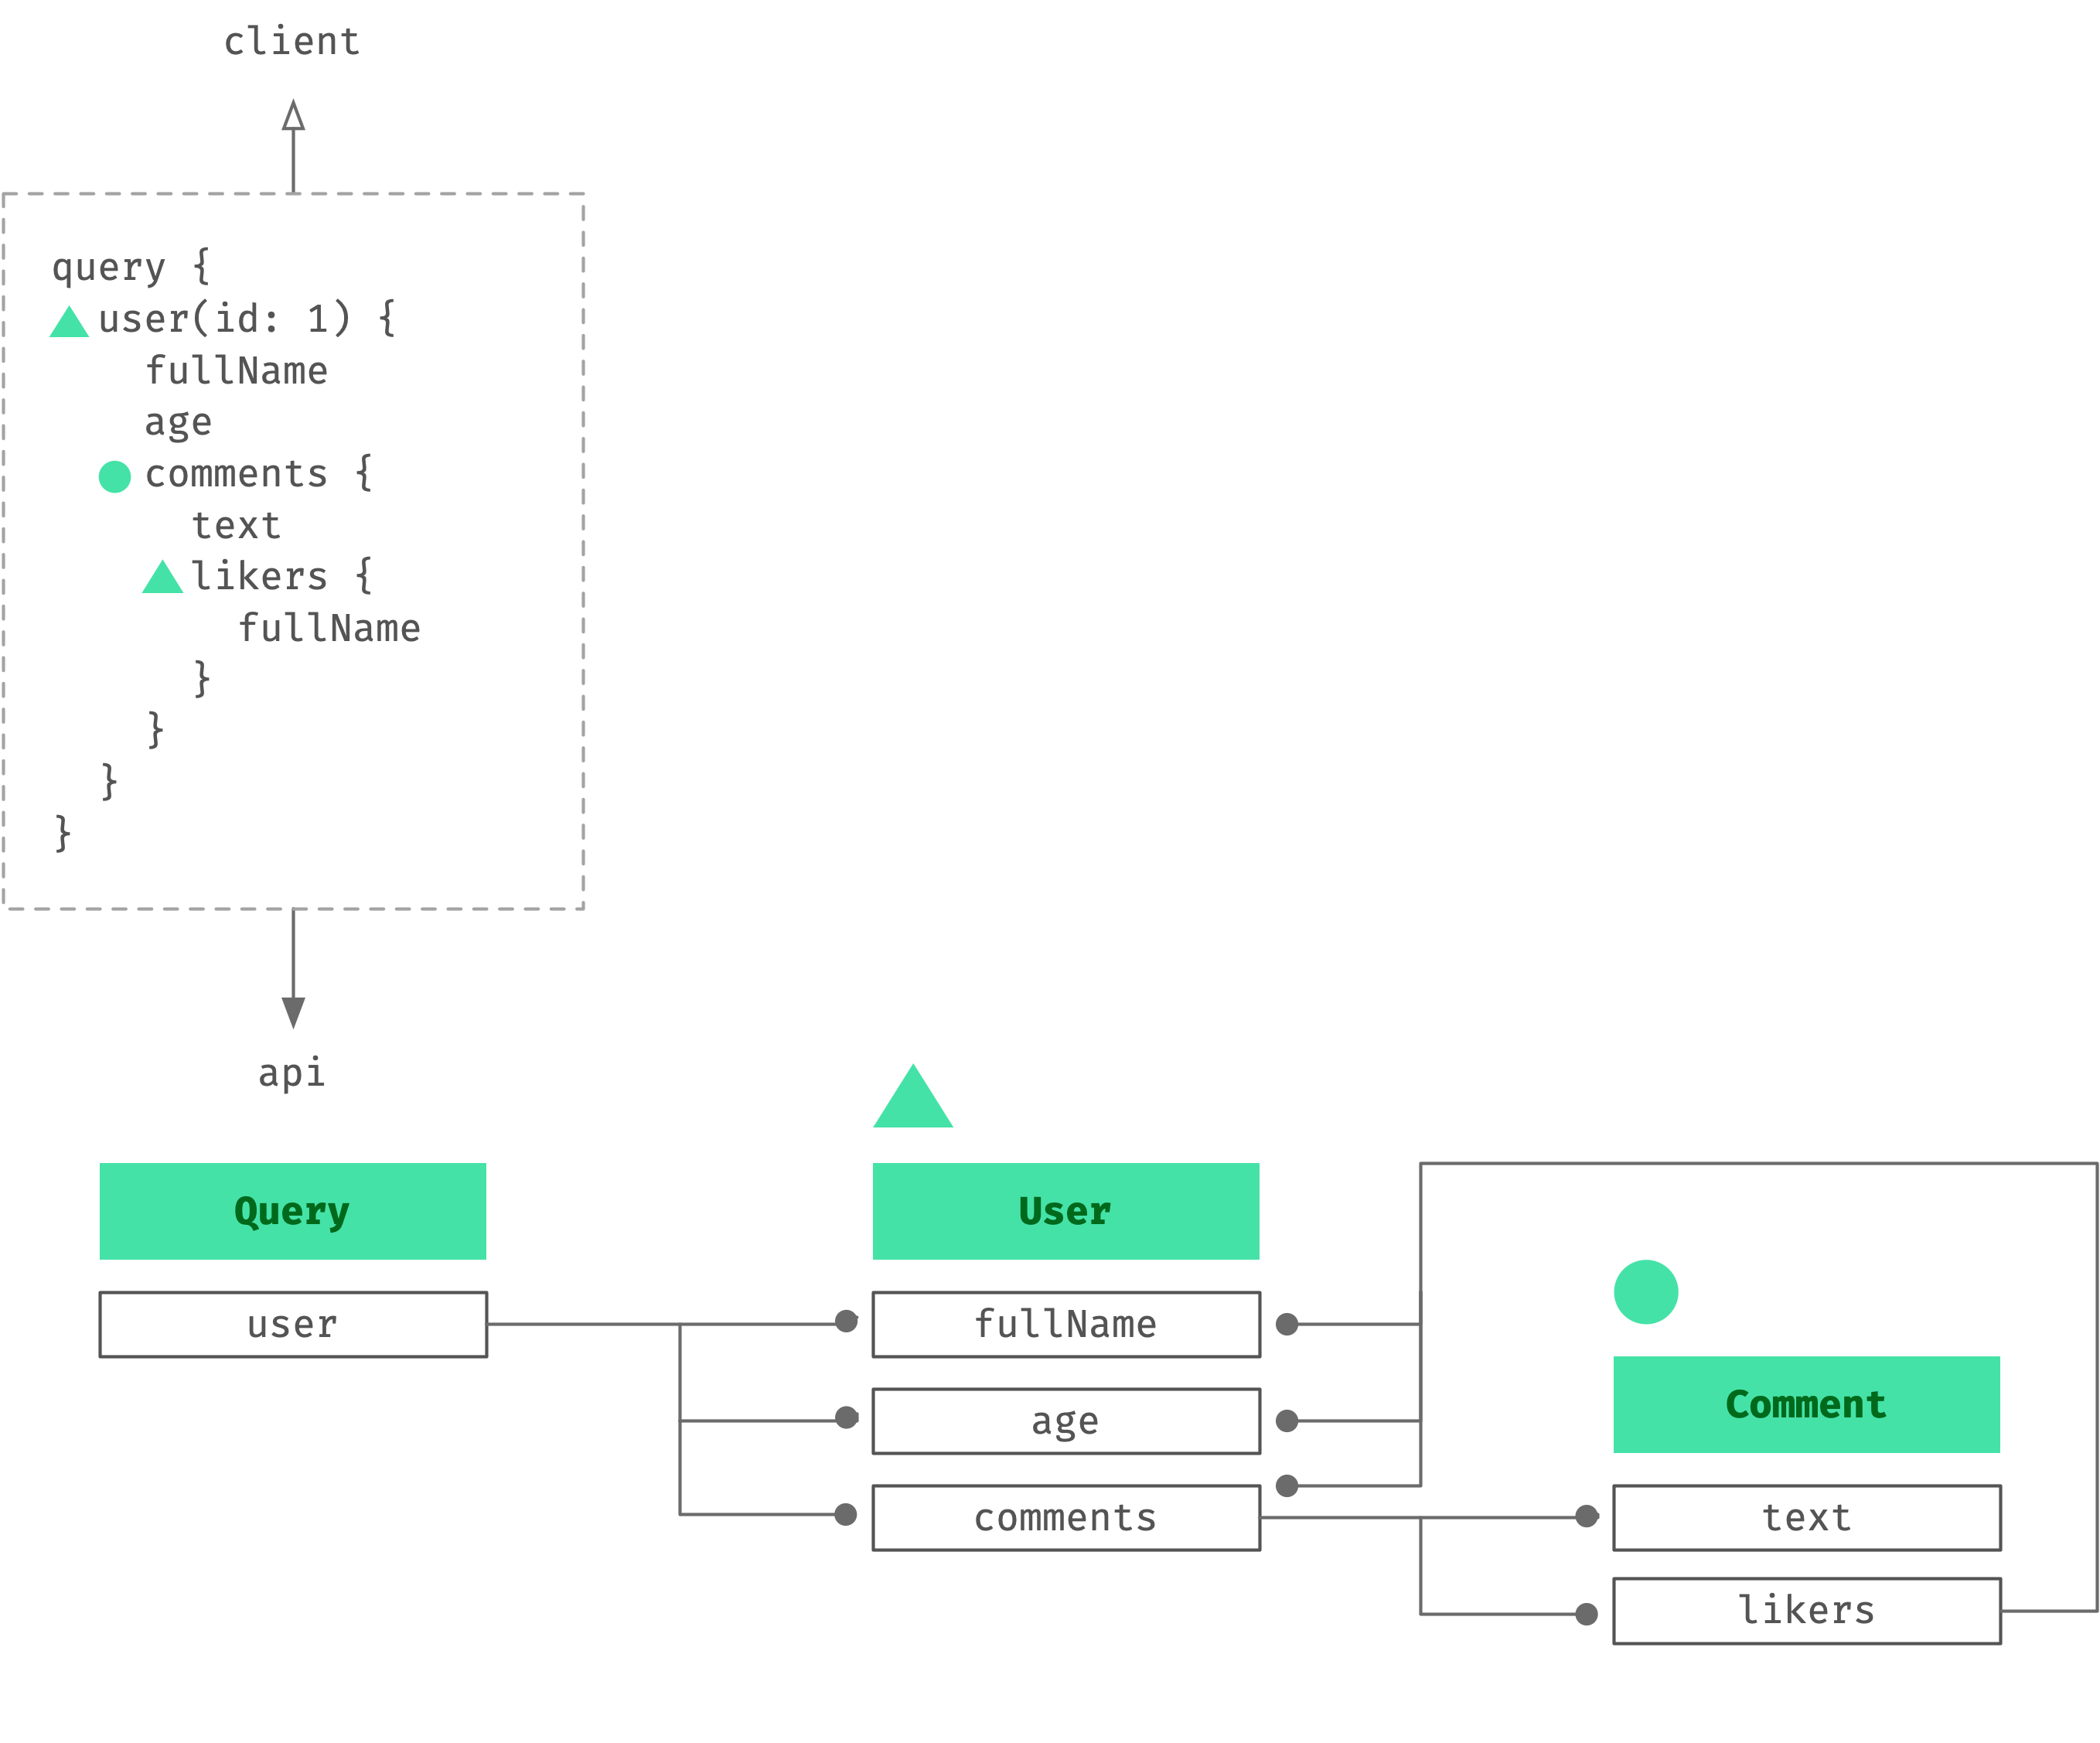 client
query {
  user(id: 1) {
    fullName
    age
    comments {
      text
      likers {
        fullName
      }
    }
  }
}
api
Query
user
User
fullName
age
comments
Comment
text
likers